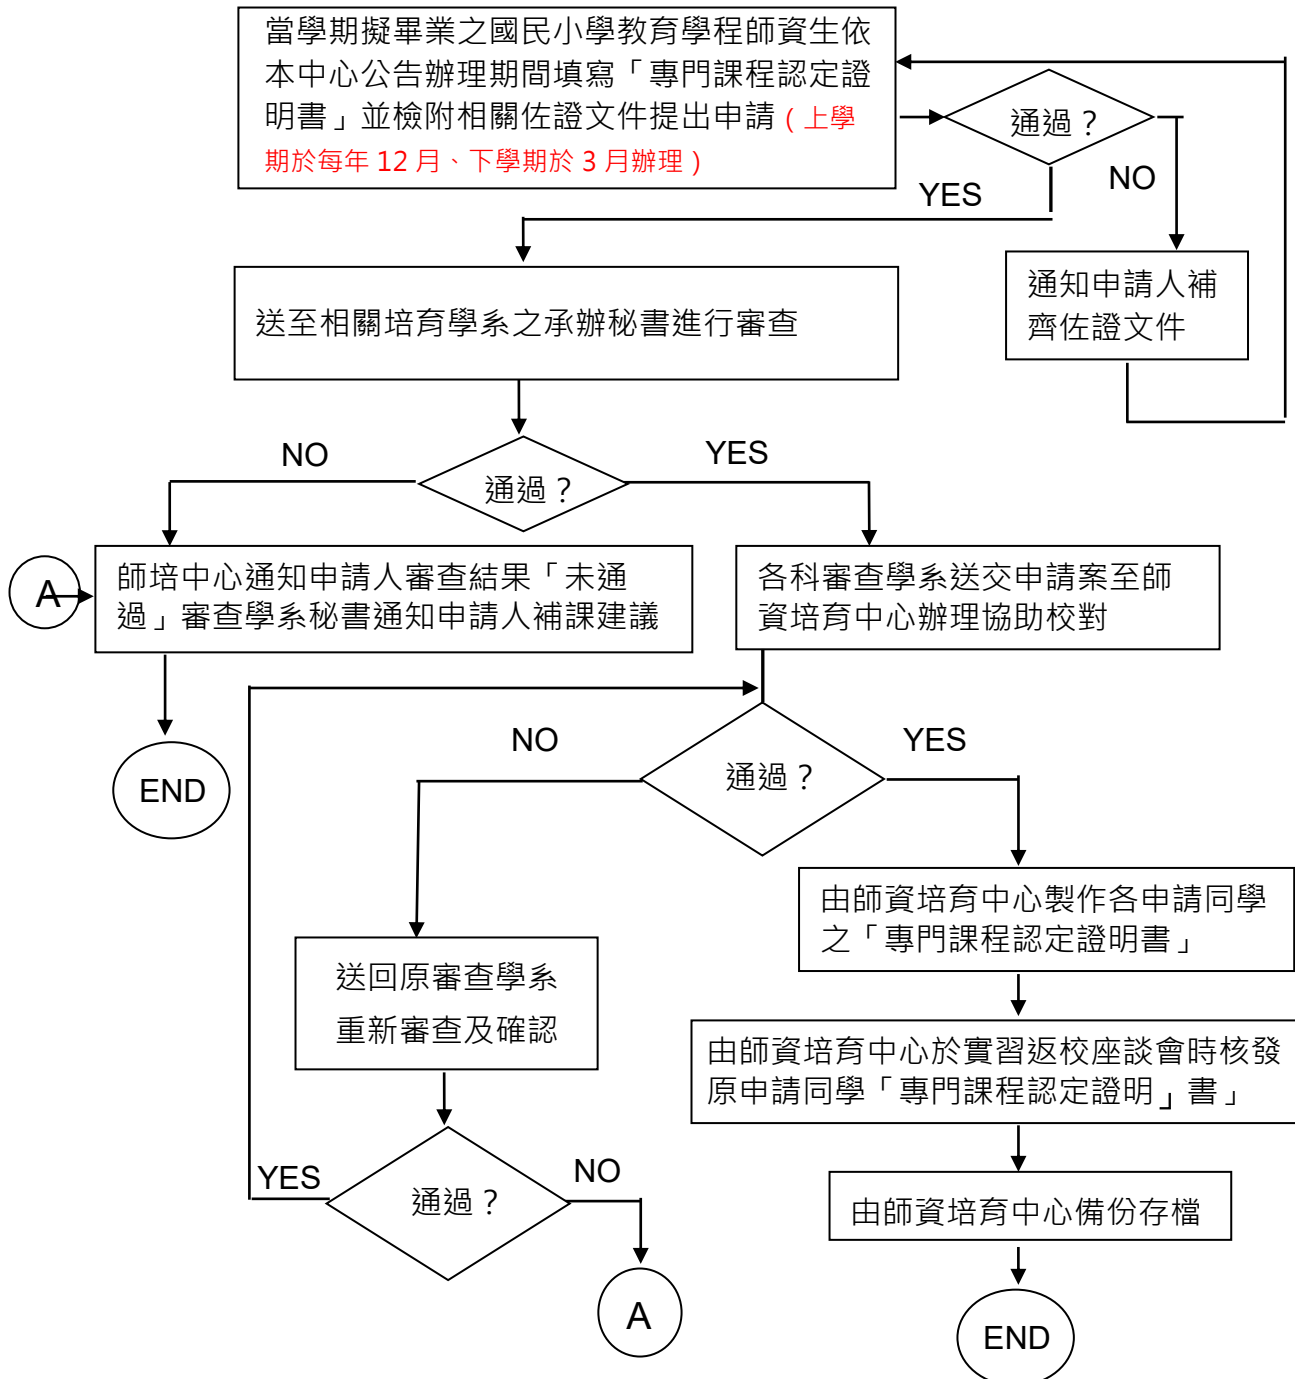 當學期擬畢業之國民小學教育學程師資生依
本中心公告辦理期間填寫「專門課程認定證
明書」並檢附相關佐證文件提出申請(上學
期於每年 12 月、下學期於 3 月辦理)
通過？
YES
NO
通知申請人補
齊佐證文件
送至相關培育學系之承辦秘書進行審查
NO
YES
通過？
A
師培中心通知申請人審查結果「未通
過」審查學系秘書通知申請人補課建議
各科審查學系送交申請案至師
資培育中心辦理協助校對
END
NO
YES
通過？
由師資培育中心製作各申請同學
之「專門課程認定證明書」
送回原審查學系
重新審查及確認
由師資培育中心於實習返校座談會時核發
原申請同學「專門課程認定證明」書」
YES
NO
通過？
由師資培育中心備份存檔
A
END